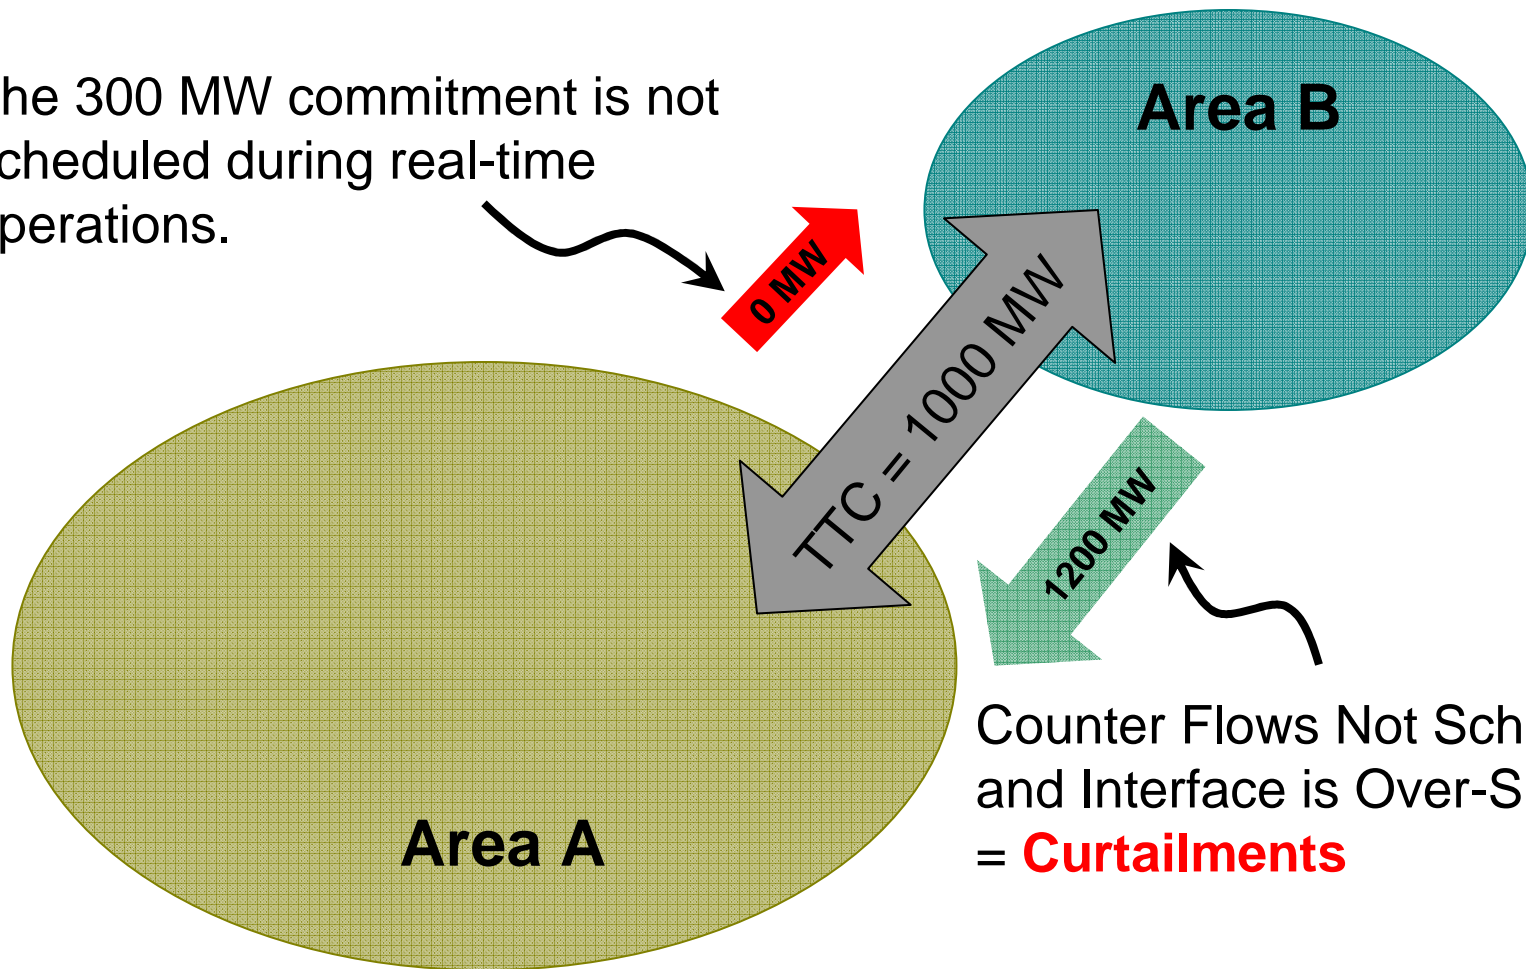 he 300 MW commitment is not
cheduled during real-time
perations.
Area B
0 MW
TTC = 1000 MW
1200 MW
Counter Flows Not Sch
and Interface is Over-S
= Curtailments
Area A